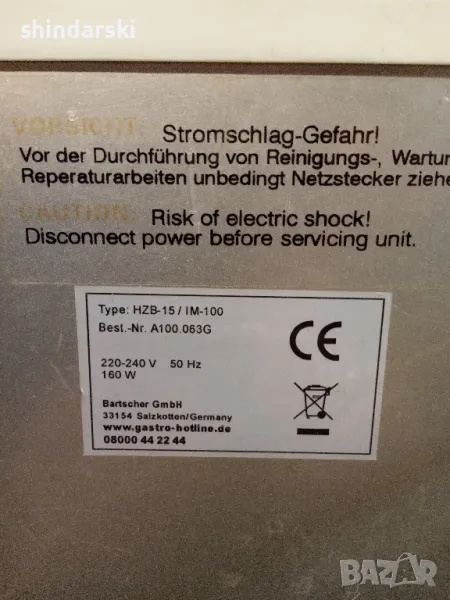 shindarski
VORSICHT: Stromschlag-Gefahr!
Vor der Durchführung von Reinigungs-, Wartun
Reperaturarbeiten unbedingt Netzstecker ziehe
CAUTION: Risk of electric shock!
Disconnect power before servicing unit.
Type: HZB-15 / IM-100
Best.-Nr. A100.063G
220-240 V 50 Hz
160 W
CE
Bartscher GmbH
33154 Salzkotten/Germany
www.gastro-hotline.de
08000 44 22 44
BAZAR